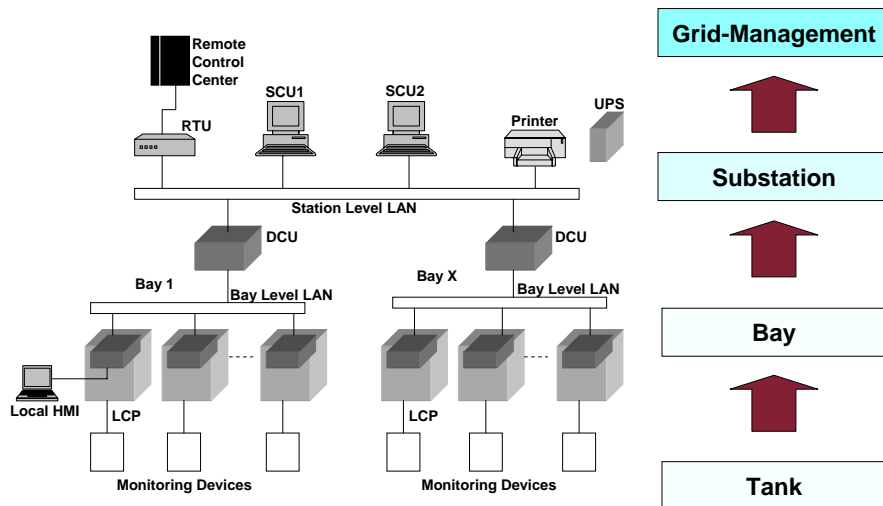 Remote
Control
Center
RTU
SCU1
SCU2
Printer
UPS
Station Level LAN
DCU
DCU
Bay 1
Bay Level LAN
Bay X
Bay Level LAN
Local HMI
LCP
LCP
Monitoring Devices
Monitoring Devices
Grid-Management
Substation
Bay
Tank